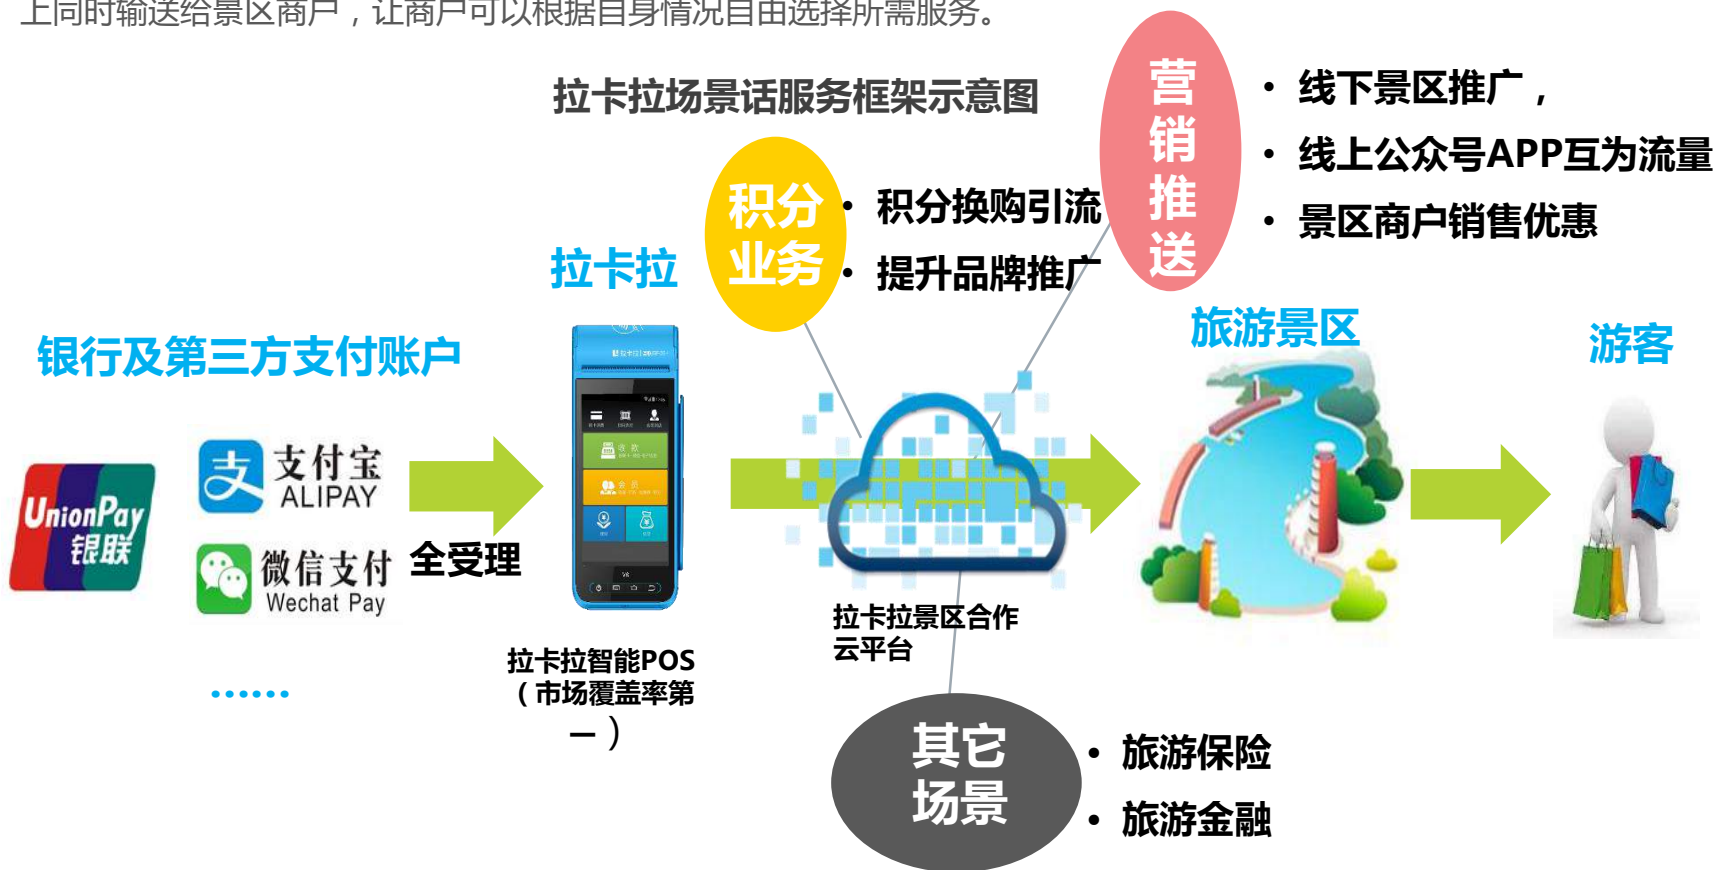 上同时输送给景区商户，让商户可以根据自身情况自由选择所需服务。
拉卡拉场景话服务框架示意图
营
销
推
送
• 线下景区推广，
• 线上公众号APP互为流量
• 景区商户销售优惠
积分
业务
• 积分换购引流
• 提升品牌推广
拉卡拉
银行及第三方支付账户
旅游景区
游客
UnionPay
银联
支
支付宝
ALIPAY
微信支付
Wechat Pay
全受理
……
拉卡拉
收款
会员
拉卡拉智能POS
（市场覆盖率第
一）
拉卡拉景区合作
云平台
其它
场景
• 旅游保险
• 旅游金融